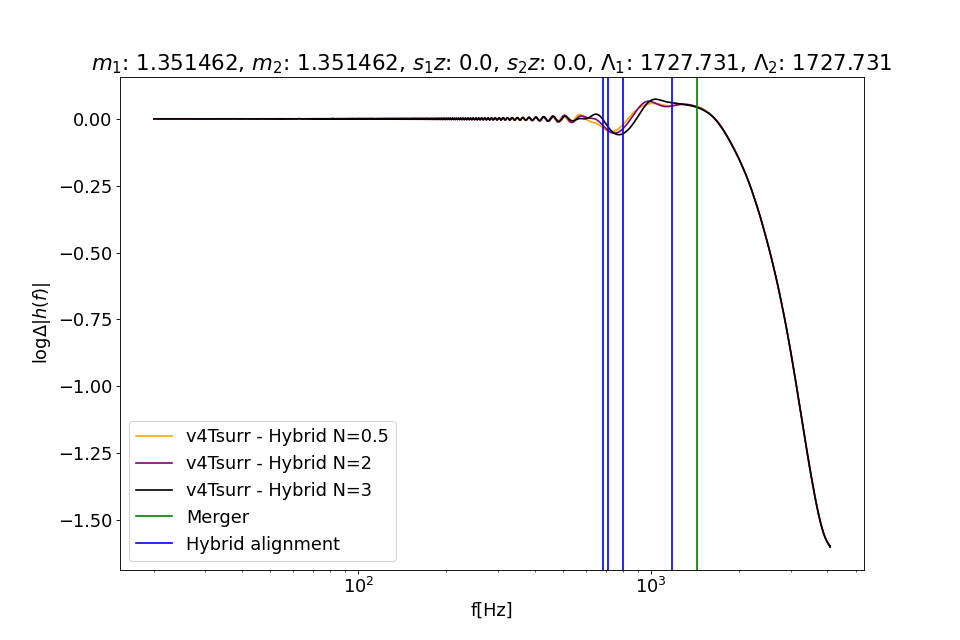 m₁: 1.351462, m₂: 1.351462, s₁z: 0.0, s₂z: 0.0, Λ₁: 1727.731, Λ₂: 1727.731
logΔ|h(f)|
0.00
−0.25
−0.50
−0.75
−1.00
−1.25
−1.50
v4Tsurr - Hybrid N=0.5
v4Tsurr - Hybrid N=2
v4Tsurr - Hybrid N=3
Merger
Hybrid alignment
10² 10³
f[Hz]